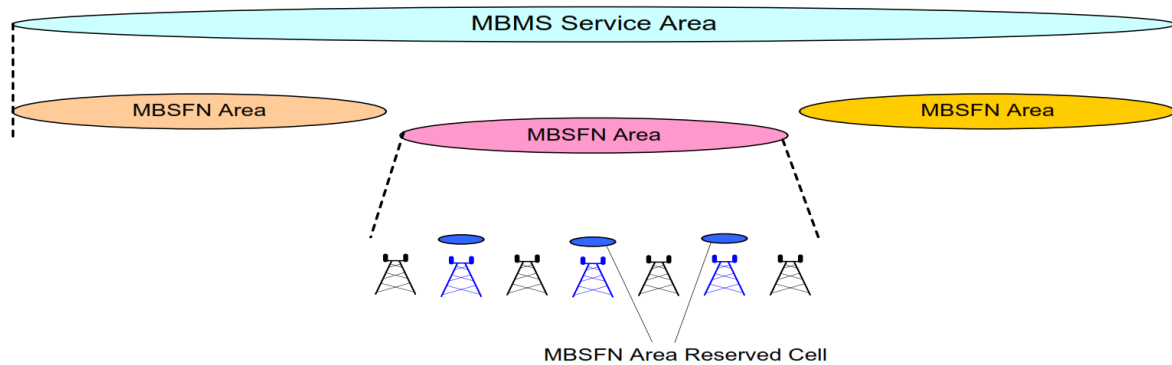 MBMS Service Area
MBSFN Area
MBSFN Area
MBSFN Area
MBSFN Area Reserved Cell